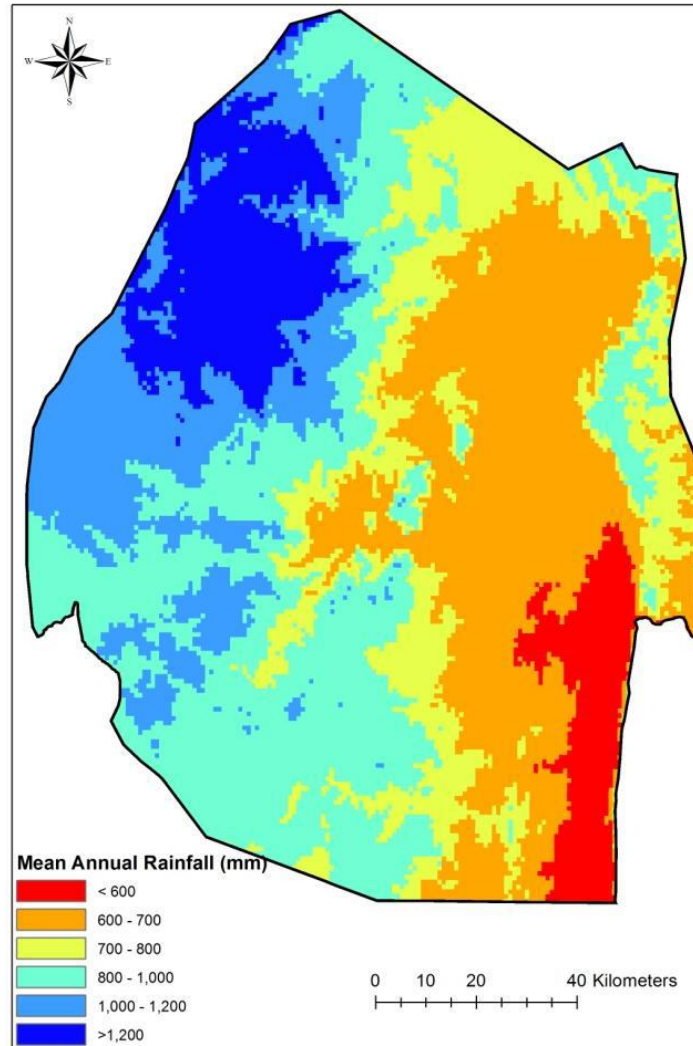 N
W E
S
Mean Annual Rainfall (mm)
< 600
600 - 700
700 - 800
800 - 1,000
1,000 - 1,200
>1,200
0 10 20 40 Kilometers